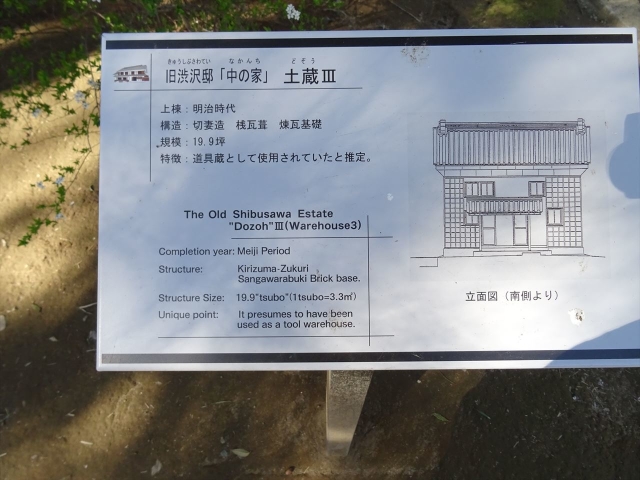 きゅうしぶさわてい なかんち どぞう
旧渋沢邸「中の家」 土蔵Ⅲ
上棟：明治時代
構造：切妻造 桟瓦葺 煉瓦基礎
規模：19.9坪
特徴：道具蔵として使用されていたと推定。
The Old Shibusawa Estate
"Dozoh"Ⅲ(Warehouse3)
Completion year: Meiji Period
Structure: Kirizuma-Zukuri
Sangawarabuki Brick base.
Structure Size: 19.9"tsubo"(1tsubo=3.3㎡)
Unique point: It presumes to have been
used as a tool warehouse.
立面図（南側より）